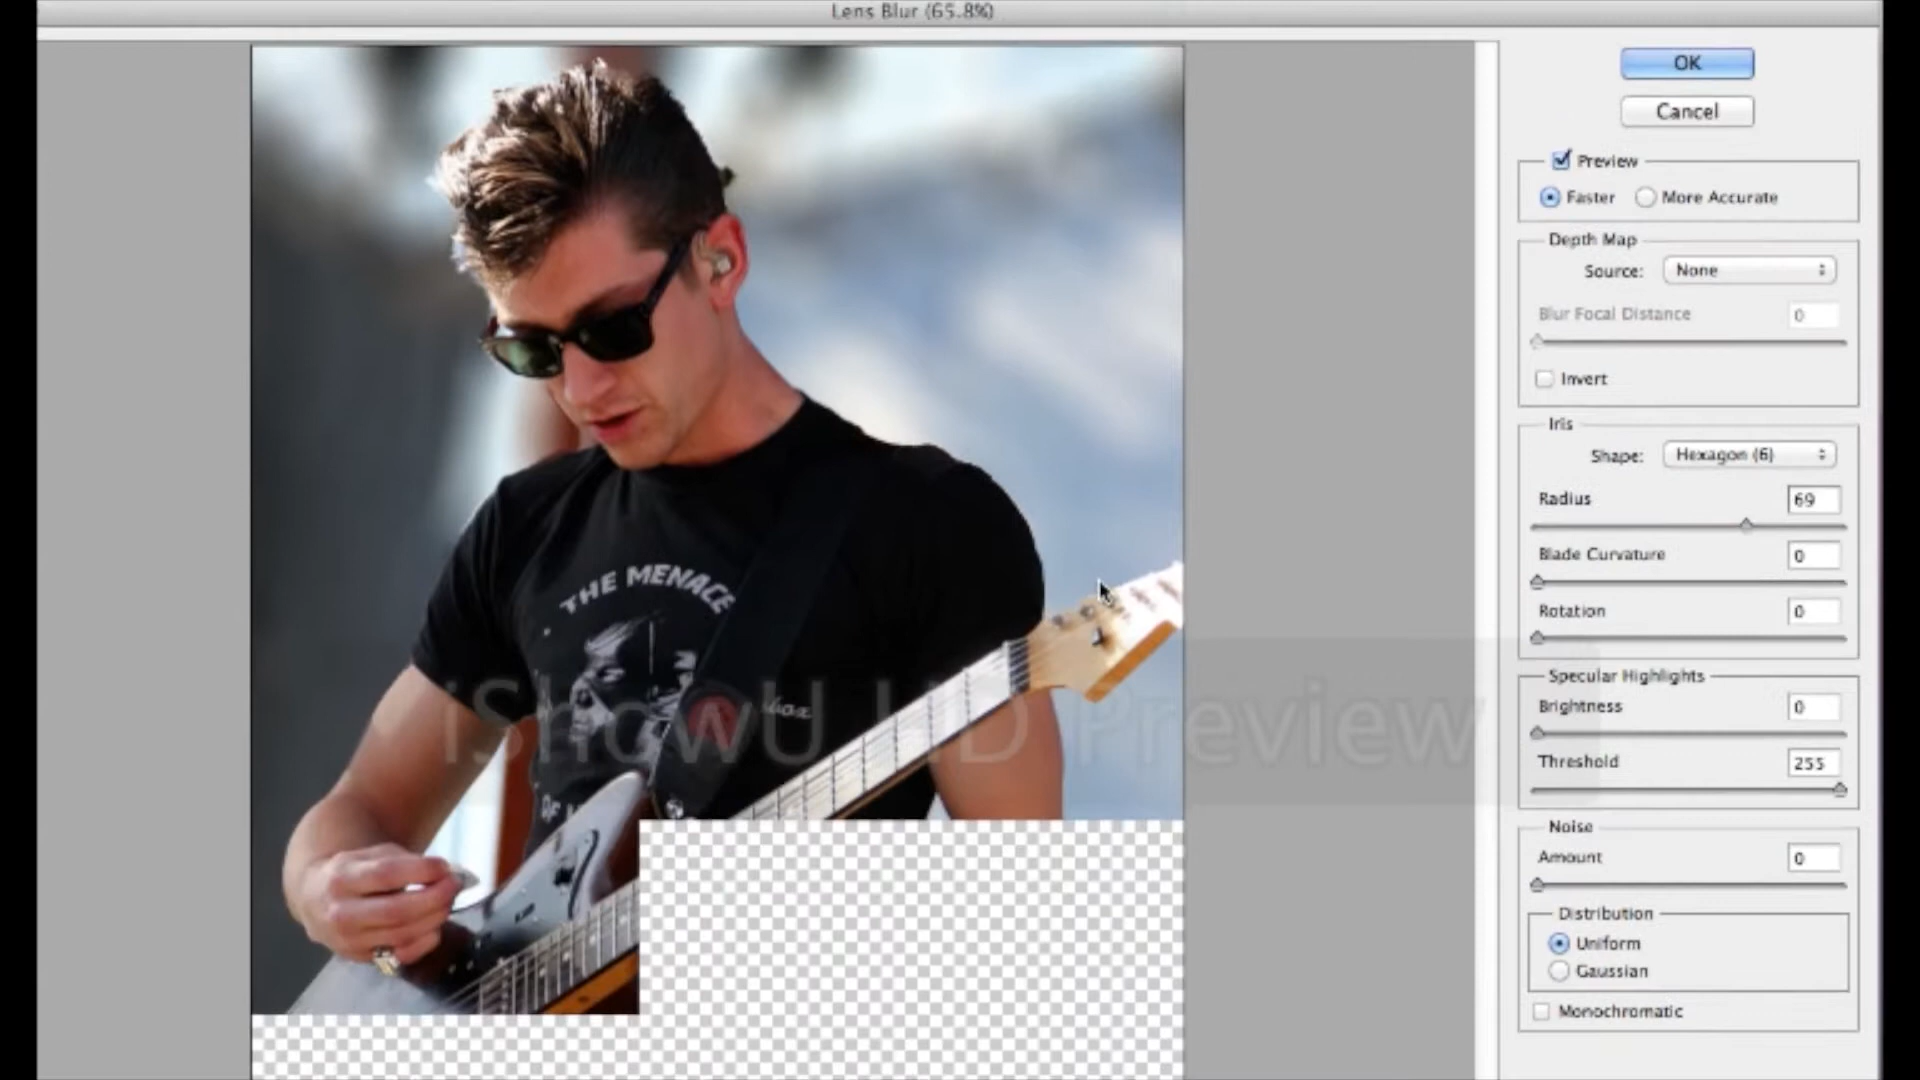 Lens Blur (65.8%)
OK
Cancel
Preview
Faster
More Accurate
Depth Map
Source: None
Blur Focal Distance 0
Invert
Iris
Shape: Hexagon (6)
Radius 69
Blade Curvature 0
Rotation 0
Specular Highlights
Brightness 0
Threshold 255
Noise
Amount 0
Distribution
Uniform
Gaussian
Monochromatic
THE MENACE
iShowU HD Preview